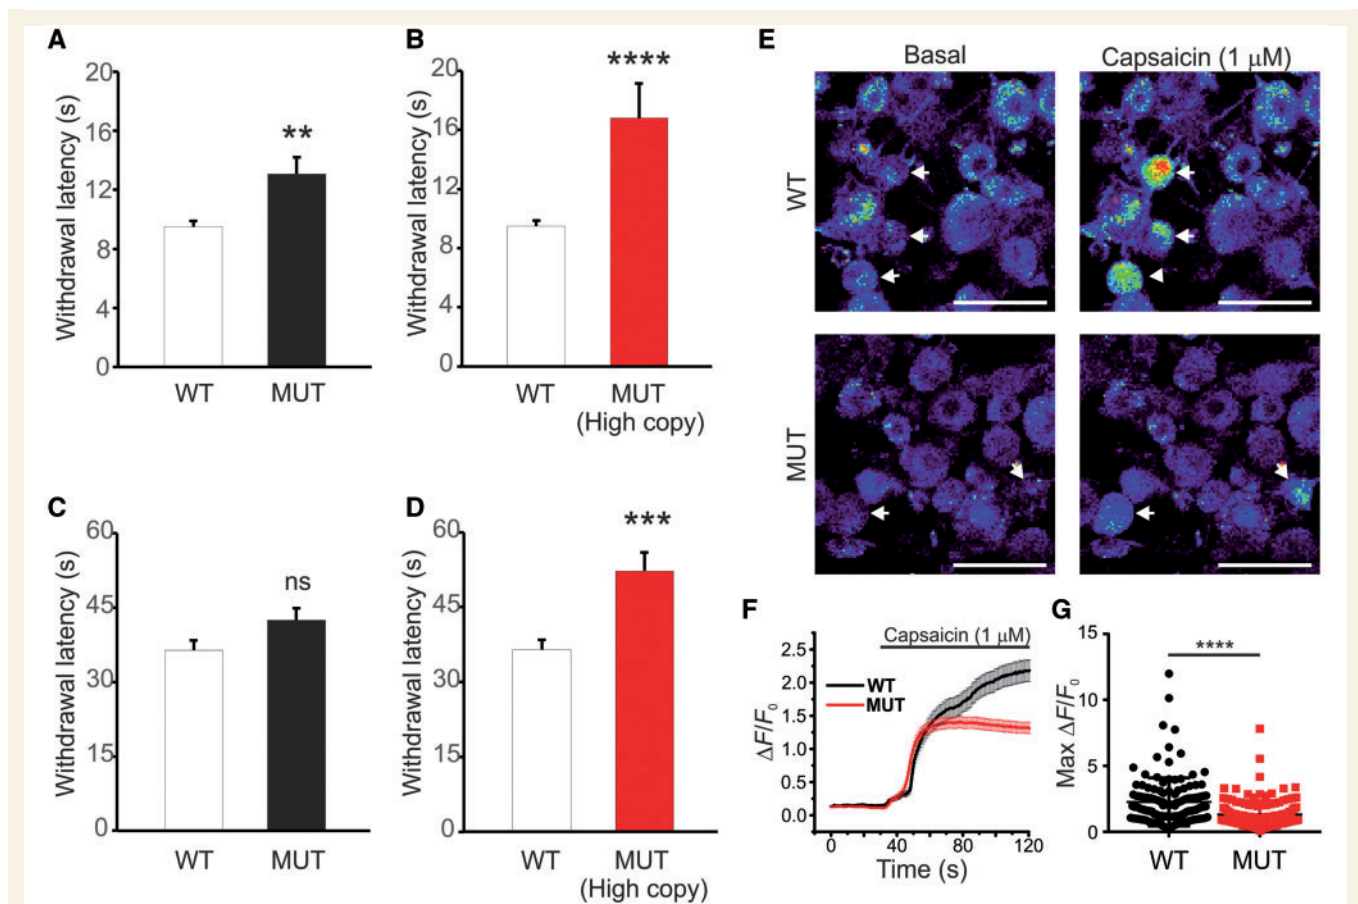 A
Withdrawal latency (s)
20
16
12
8
4
0
**
WT
MUT
B
Withdrawal latency (s)
20
16
12
8
4
0
****
WT
MUT
(High copy)
C
Withdrawal latency (s)
60
45
30
15
0
ns
WT
MUT
D
Withdrawal latency (s)
60
45
30
15
0
***
WT
MUT
(High copy)
E
Basal
Capsaicin (1 μM)
WT
MUT
F
Capsaicin (1 μM)
ΔF/F₀
2.5
2.0
1.5
1.0
0.5
0.0
WT
MUT
0
40
80
120
Time (s)
G
Max ΔF/F₀
15
10
5
0
****
WT
MUT